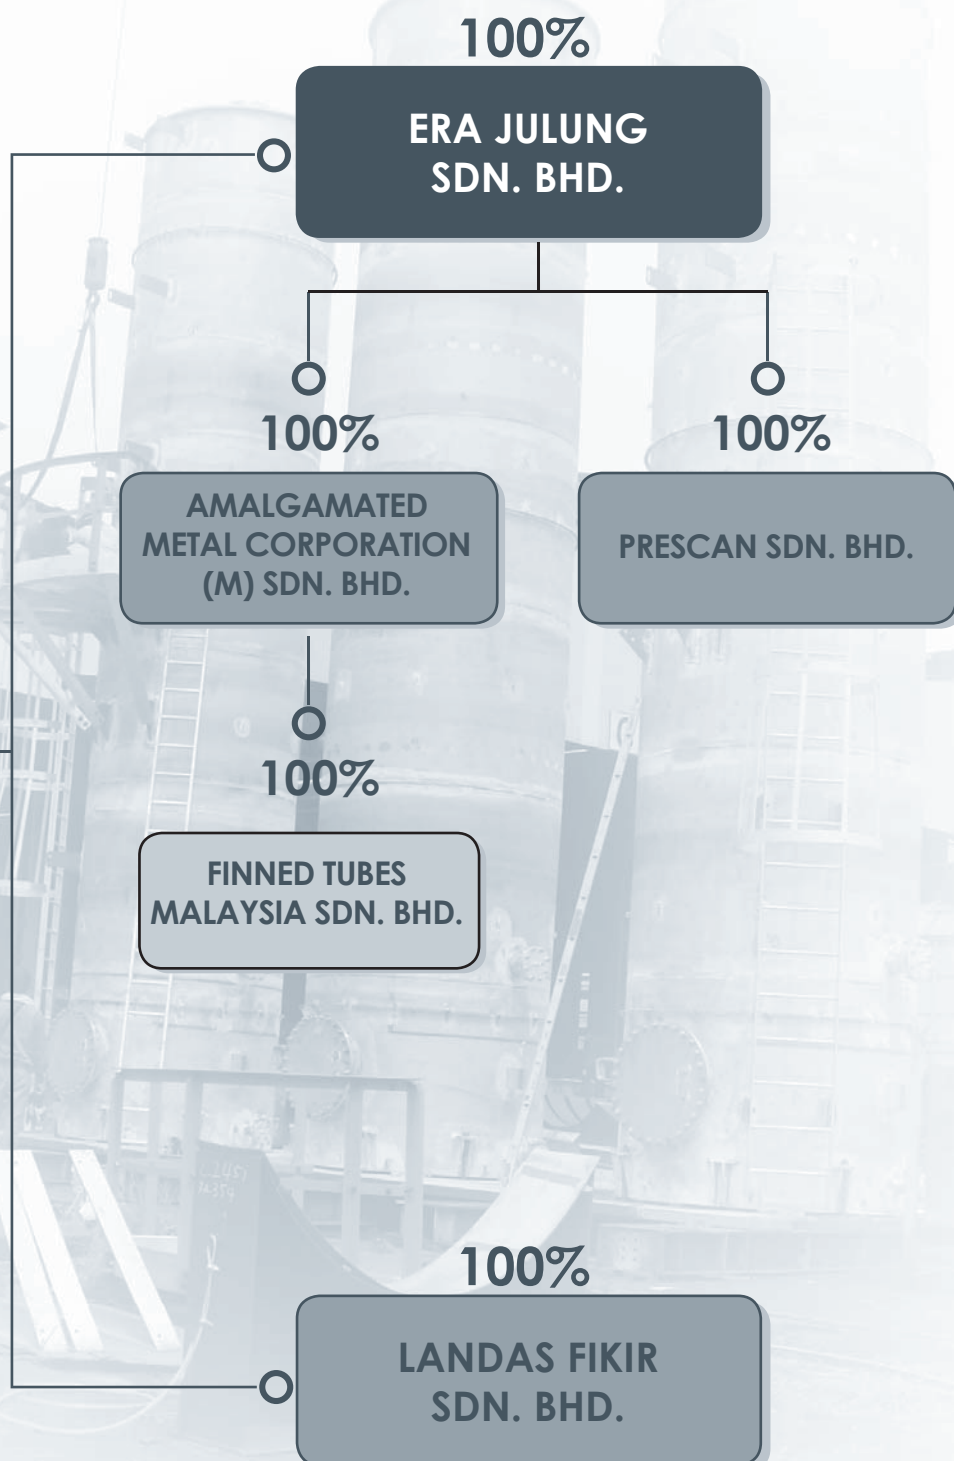 100%
ERA JULUNG
SDN. BHD.
100%
100%
AMALGAMATED
METAL CORPORATION
(M) SDN. BHD.
PRESCAN SDN. BHD.
100%
FINNED TUBES
MALAYSIA SDN. BHD.
100%
LANDAS FIKIR
SDN. BHD.